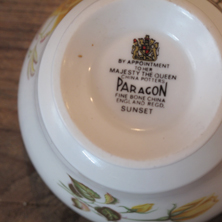 BY APPOINTMENT
TO HER
MAJESTY THE QUEEN
CHINA POTTERS
PARAGON
FINE BONE CHINA
ENGLAND REGD.
SUNSET